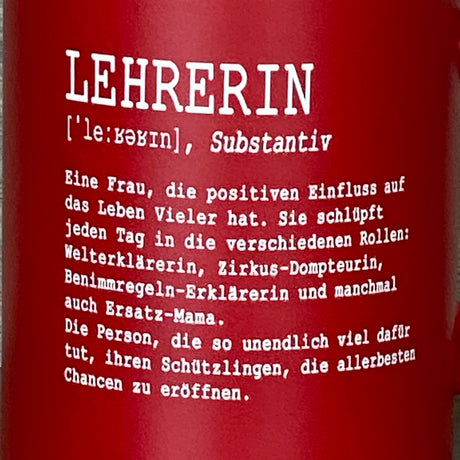 LEHRERIN
['le:ʁəʁɪn], Substantiv
Eine Frau, die positiven Einfluss auf
das Leben Vieler hat. Sie schlüpft
jeden Tag in die verschiedenen Rollen:
Welterklärerin, Zirkus-Dompteurin,
Benimmregeln-Erklärerin und manchmal
auch Ersatz-Mama.
Die Person, die so unendlich viel dafür
tut, ihren Schützlingen, die allerbesten
Chancen zu eröffnen.